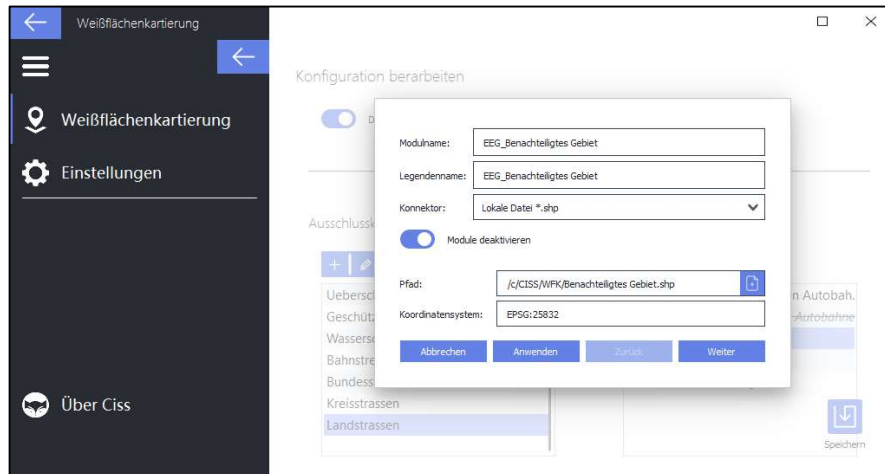 Weißflächenkartierung
Weißflächenkartierung
Einstellungen
Über Ciss
Konfiguration berarbeiten
D
Modulname: EEG_Benachteiligtes Gebiet
Legendenname: EEG_Benachteiligtes Gebiet
Konnektor: Lokale Datei *.shp
Module deaktivieren
Pfad: /c/CISS/WFK/Benachteiligtes Gebiet.shp
Koordinatensystem: EPSG:25832
Abbrechen Anwenden Zurück Weiter
Ausschlussk
Uebersc
Geschütz
Wassers
Bahnstre
Bundess
Kreisstrassen
Landstrassen
n Autobah.
Autobahne
Speichern